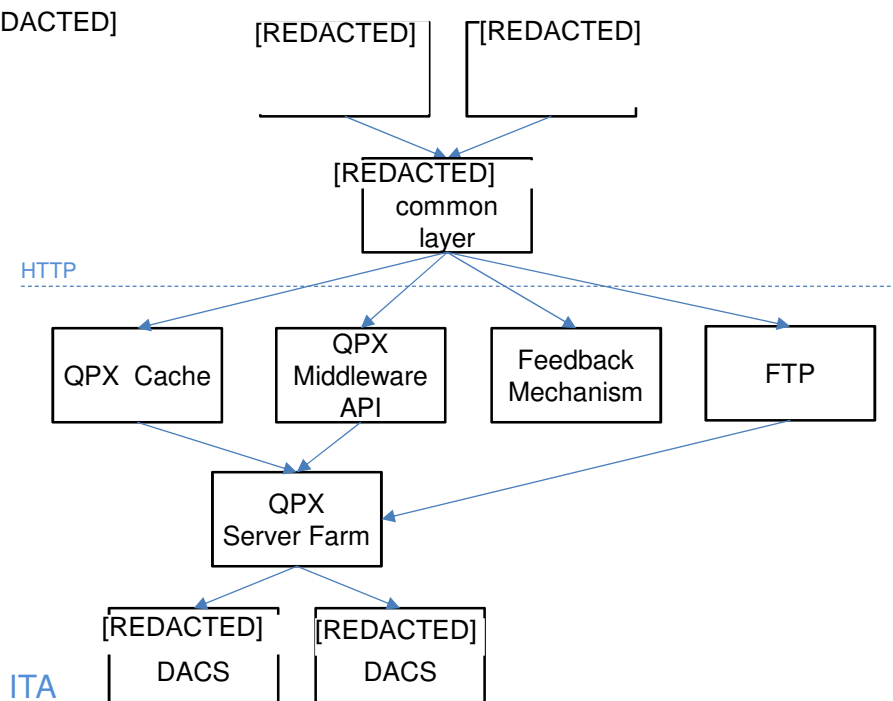 DACTED]
[REDACTED] [REDACTED]
[REDACTED]
common
layer
HTTP
QPX Cache
QPX
Middleware
API
Feedback
Mechanism
FTP
QPX
Server Farm
[REDACTED]
DACS
[REDACTED]
DACS
ITA